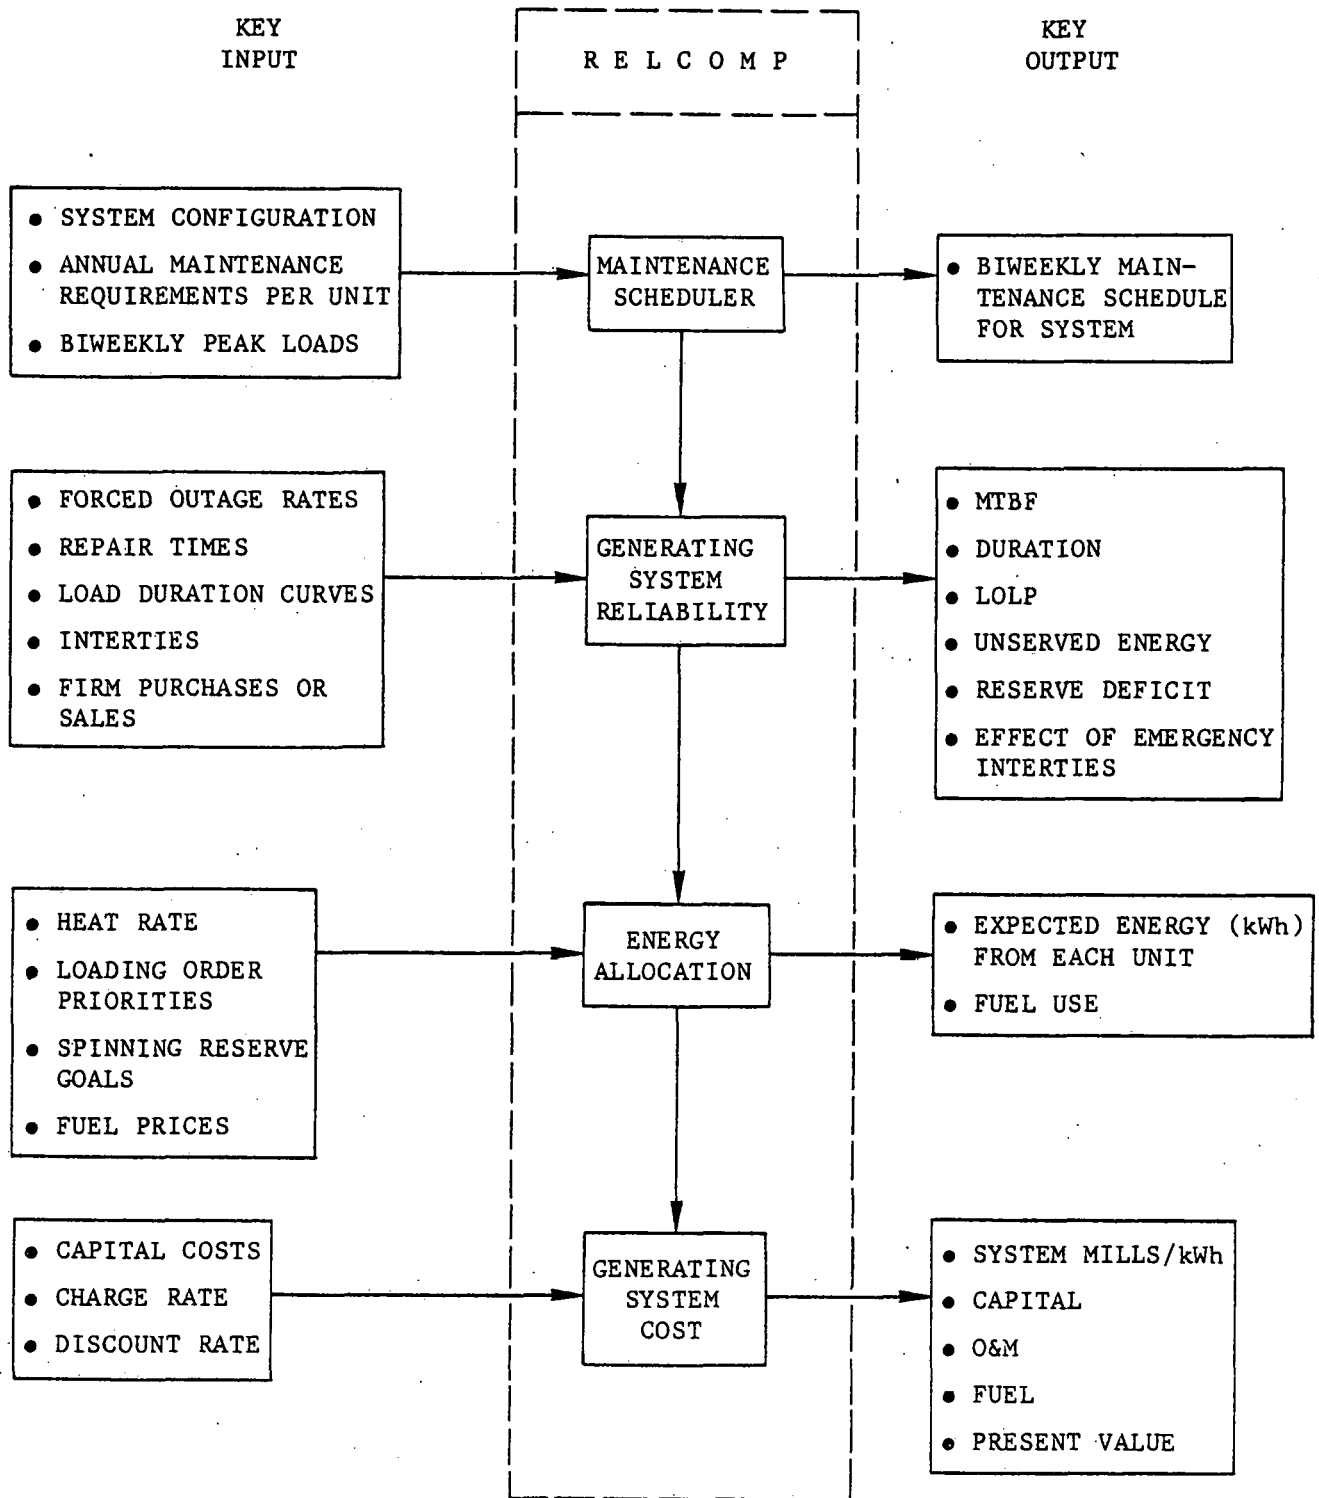 KEY
INPUT
R E L C O M P
KEY
OUTPUT
● SYSTEM CONFIGURATION
● ANNUAL MAINTENANCE
REQUIREMENTS PER UNIT
● BIWEEKLY PEAK LOADS
MAINTENANCE
SCHEDULER
● BIWEEKLY MAIN-
TENANCE SCHEDULE
FOR SYSTEM
● FORCED OUTAGE RATES
● REPAIR TIMES
● LOAD DURATION CURVES
● INTERTIES
● FIRM PURCHASES OR
SALES
GENERATING
SYSTEM
RELIABILITY
● MTBF
● DURATION
● LOLP
● UNSERVED ENERGY
● RESERVE DEFICIT
● EFFECT OF EMERGENCY
INTERTIES
● HEAT RATE
● LOADING ORDER
PRIORITIES
● SPINNING RESERVE
GOALS
● FUEL PRICES
ENERGY
ALLOCATION
● EXPECTED ENERGY (kWh)
FROM EACH UNIT
● FUEL USE
● CAPITAL COSTS
● CHARGE RATE
● DISCOUNT RATE
GENERATING
SYSTEM
COST
● SYSTEM MILLS/kWh
● CAPITAL
● O&M
● FUEL
● PRESENT VALUE